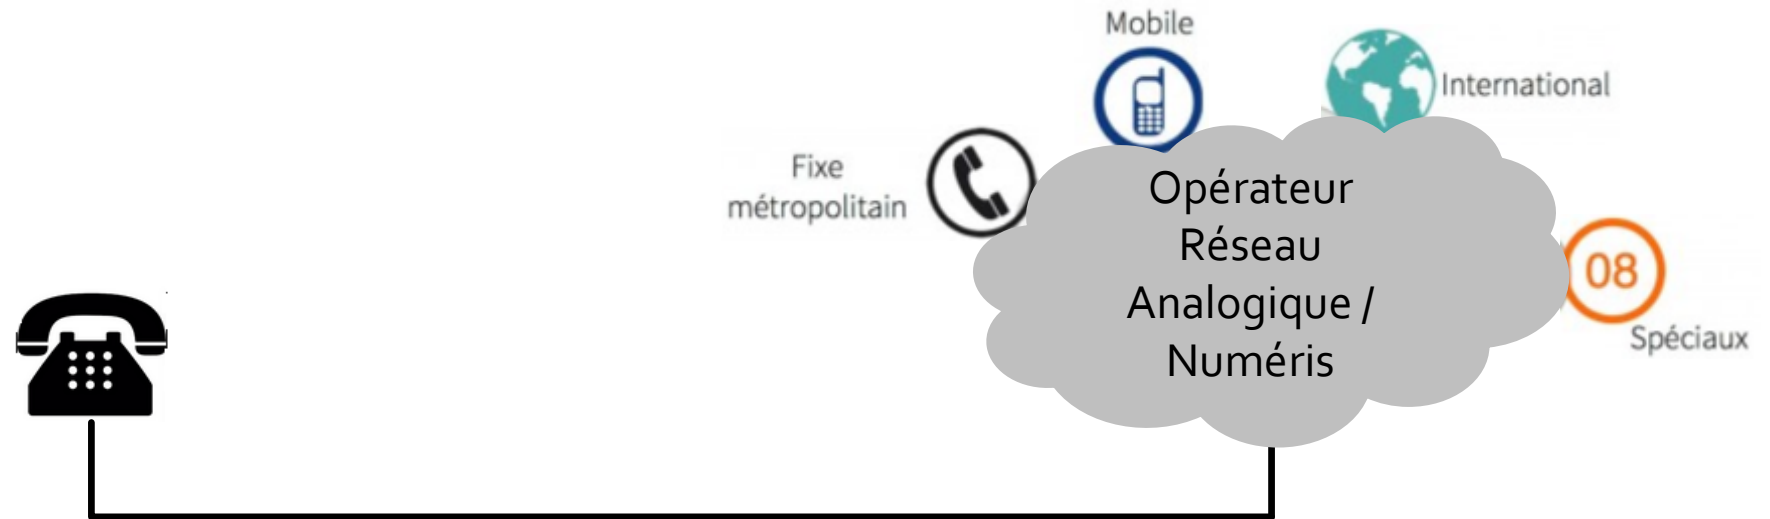 Mobile
International
Fixe
métropolitain
Opérateur
Réseau
Analogique /
Numéris
08
Spéciaux